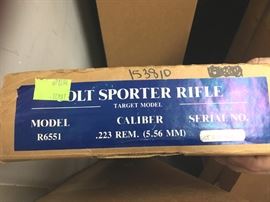 153810
OLT SPORTER RIFLE
TARGET MODEL
MODEL CALIBER SERIAL NO.
R6551 .223 REM. (5.56 MM)